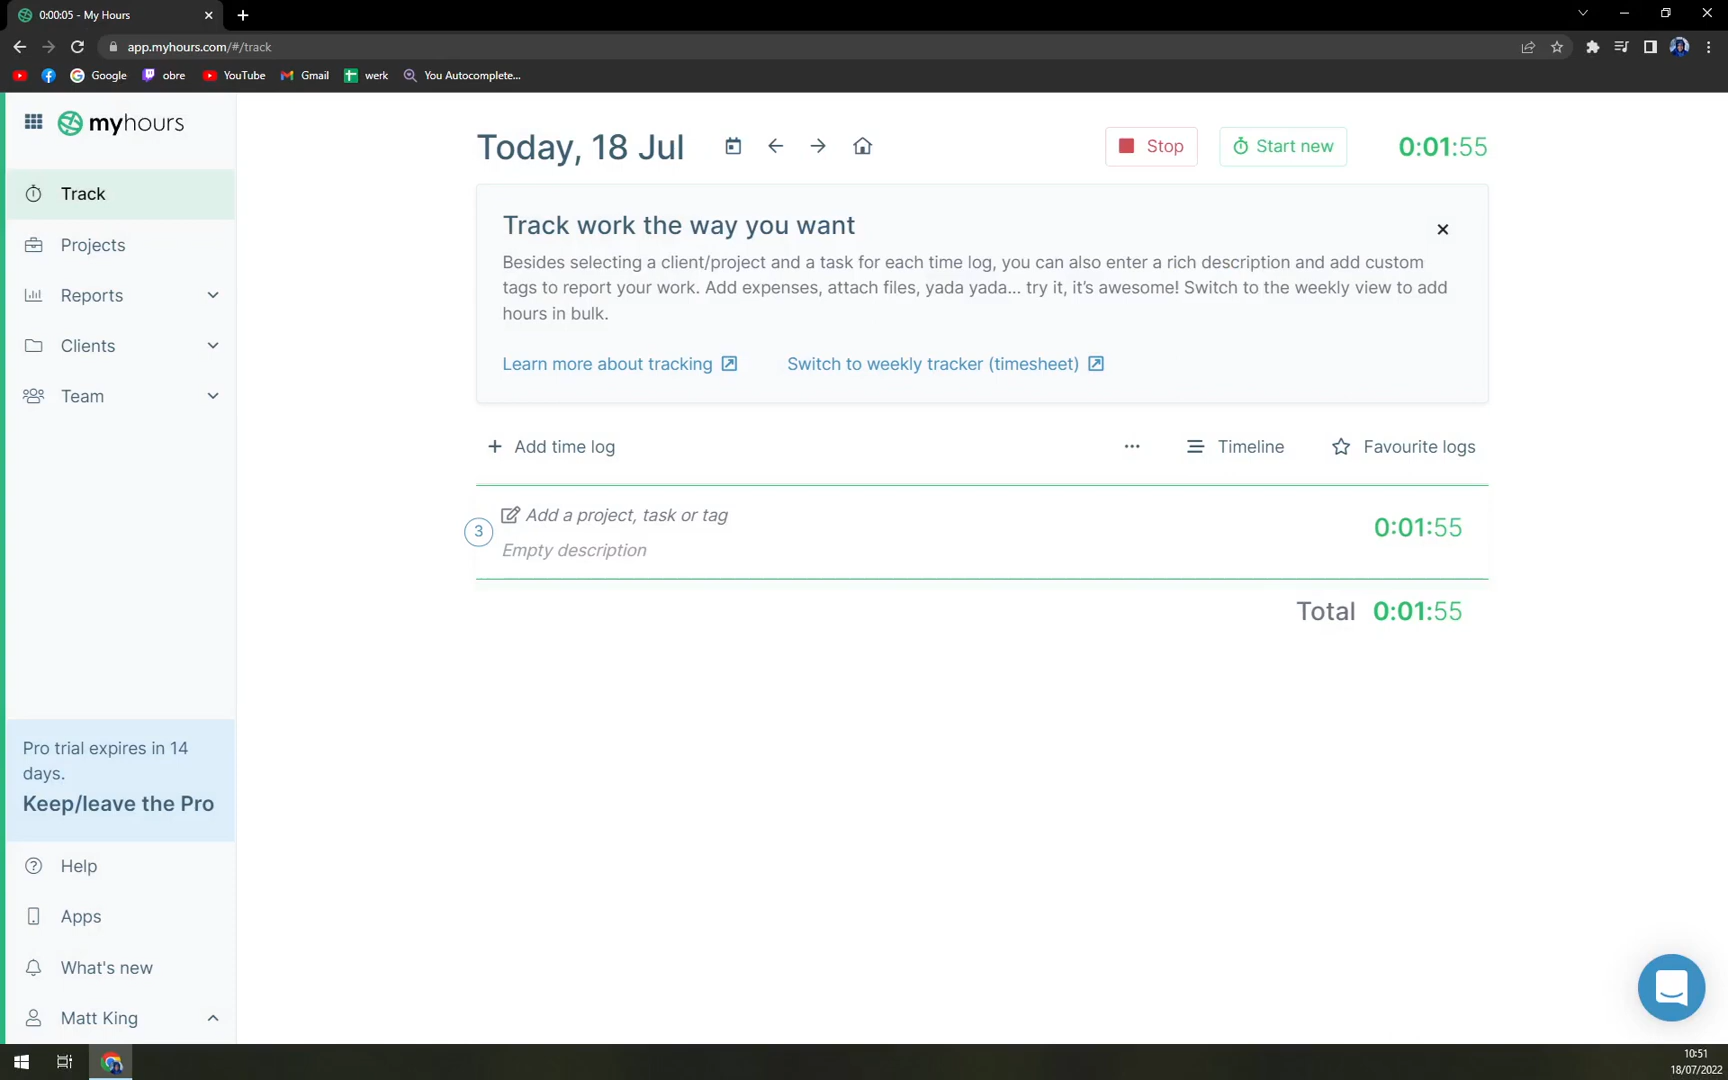 0:00:05 - My Hours
app.myhours.com/#/track
Google
obre
YouTube
Gmail
werk
You Autocomplete...
myhours
Track
Projects
Reports
Clients
Team
Pro trial expires in 14
days.
Keep/leave the Pro
Help
Apps
What's new
Matt King
Today, 18 Jul
Stop
Start new
0:01:55
Track work the way you want
Besides selecting a client/project and a task for each time log, you can also enter a rich description and add custom
tags to report your work. Add expenses, attach files, yada yada... try it, it's awesome! Switch to the weekly view to add
hours in bulk.
Learn more about tracking
Switch to weekly tracker (timesheet)
Add time log
Timeline
Favourite logs
3
Add a project, task or tag
Empty description
0:01:55
Total 0:01:55
10:51
18/07/2022